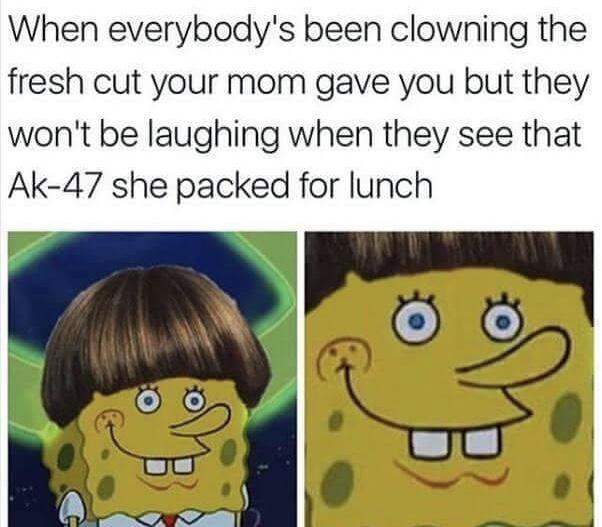 When everybody's been clowning the
fresh cut your mom gave you but they
won't be laughing when they see that
Ak-47 she packed for lunch